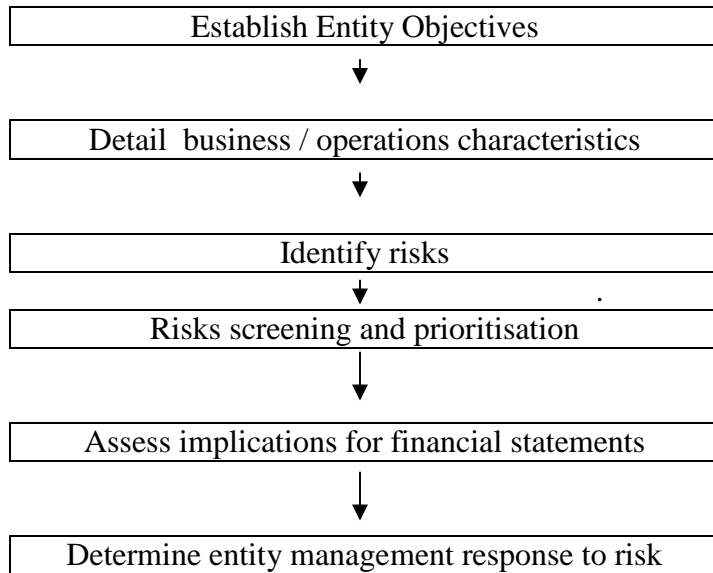 Establish Entity Objectives
Detail business / operations characteristics
Identify risks
.
Risks screening and prioritisation
Assess implications for financial statements
Determine entity management response to risk